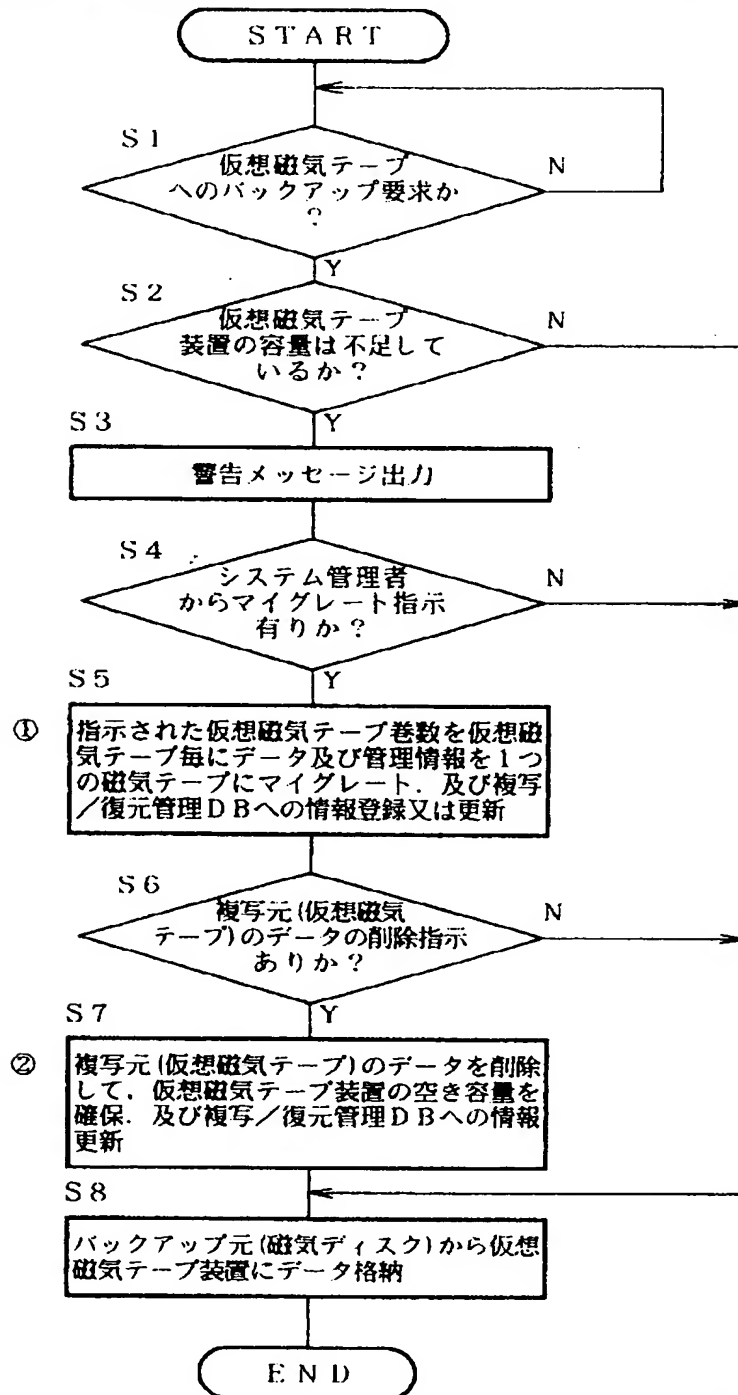 START
S1
仮想磁気テープ
へのバックアップ要求か
?
N
Y
S2
仮想磁気テープ
装置の容量は不足して
いるか?
N
Y
S3
警告メッセージ出力
S4
システム管理者
からマイグレート指示
有りか?
N
Y
S5
① 指示された仮想磁気テープ巻数を仮想磁
気テープ毎にデータ及び管理情報を1つ
の磁気テープにマイグレート.及び複写
/復元管理DBへの情報登録又は更新
S6
複写元(仮想磁気
テープ)のデータの削除指示
ありか?
N
Y
S7
② 複写元(仮想磁気テープ)のデータを削除
して.仮想磁気テープ装置の空き容量を
確保.及び複写/復元管理DBへの情報
更新
S8
バックアップ元(磁気ディスク)から仮想
磁気テープ装置にデータ格納
END